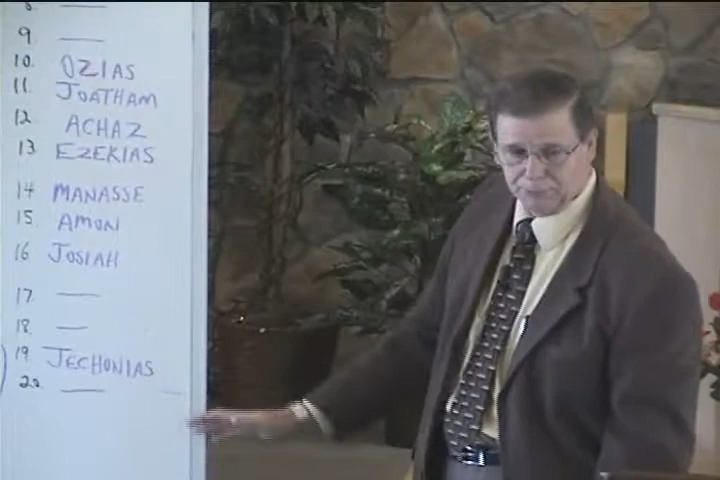 8. —
9. —
10. OZIAS
11. JOATHAM
12. ACHAZ
13 EZEKIAS
14 MANASSE
15. AMON
16 JOSIAH
17. —
18. —
19. JECHONIAS
20. —